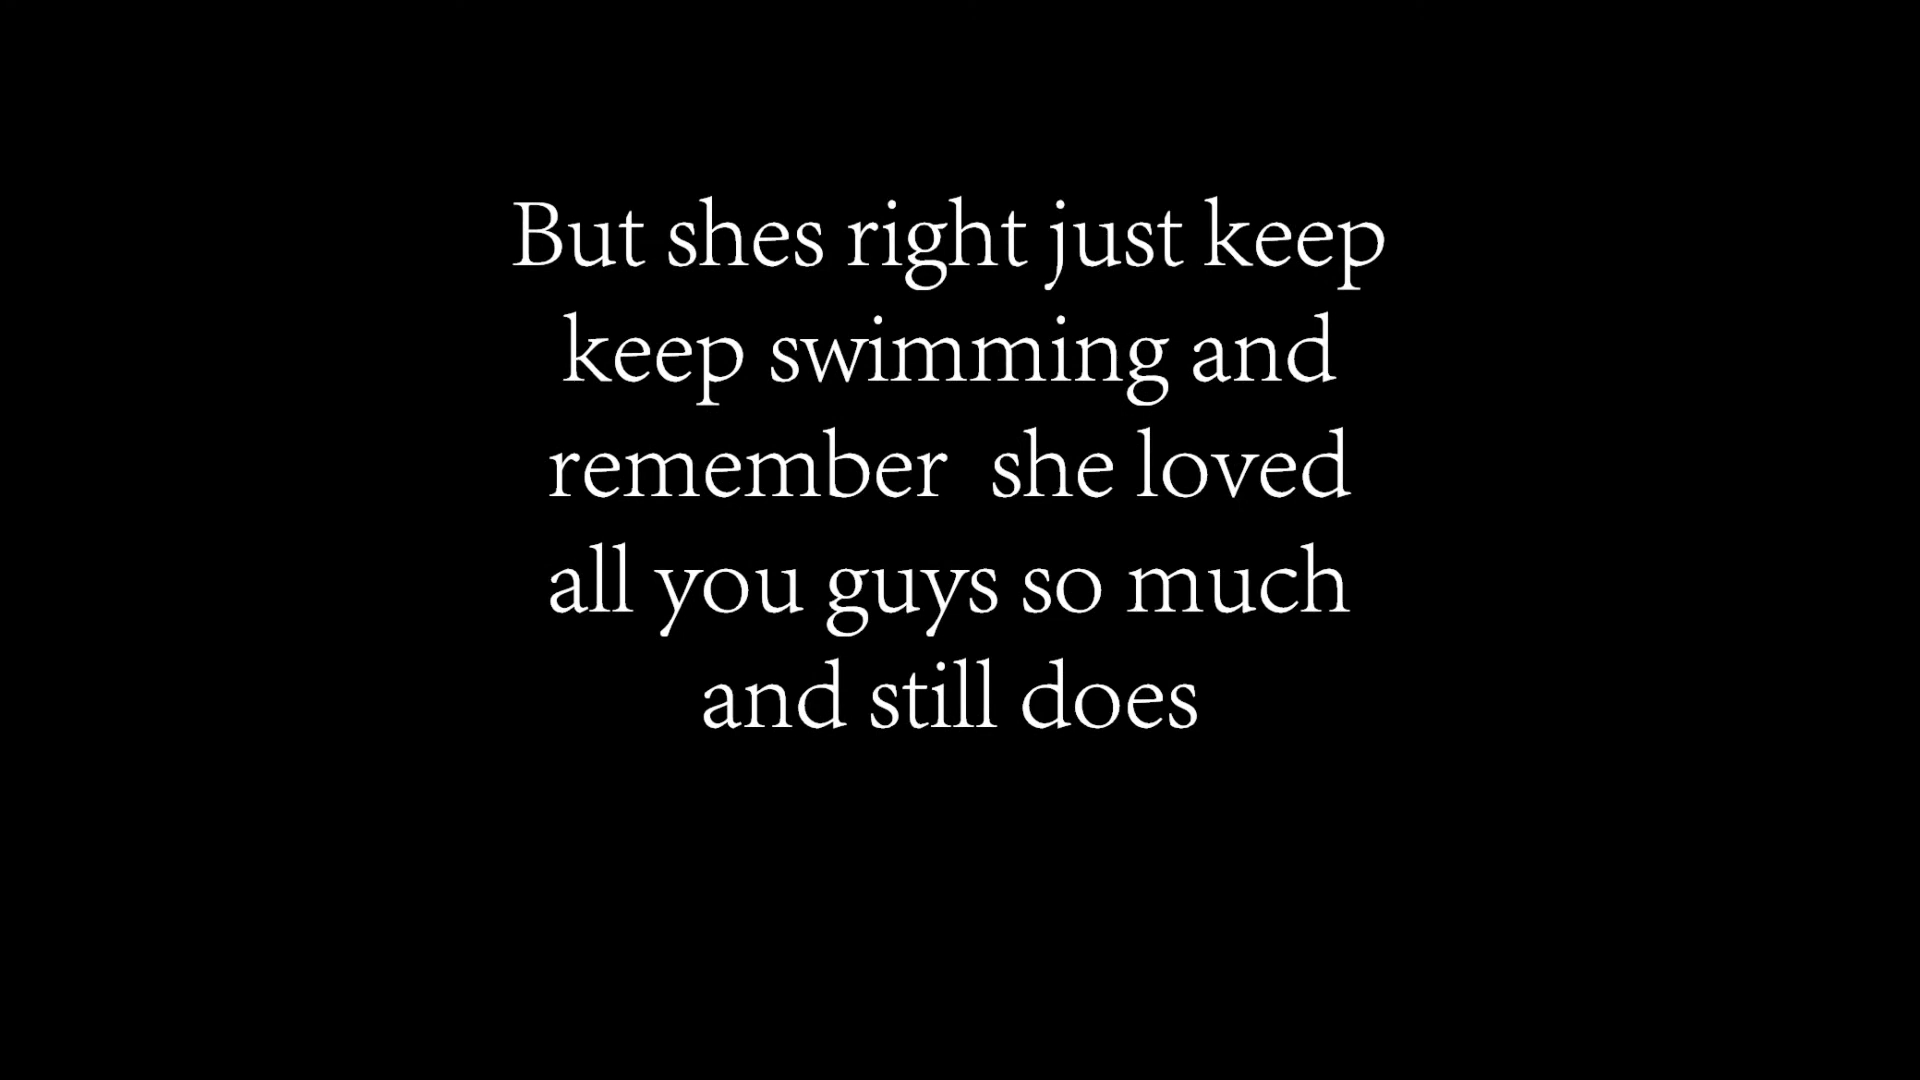 But shes right just keep
keep swimming and
remember  she loved
all you guys so much
and still does